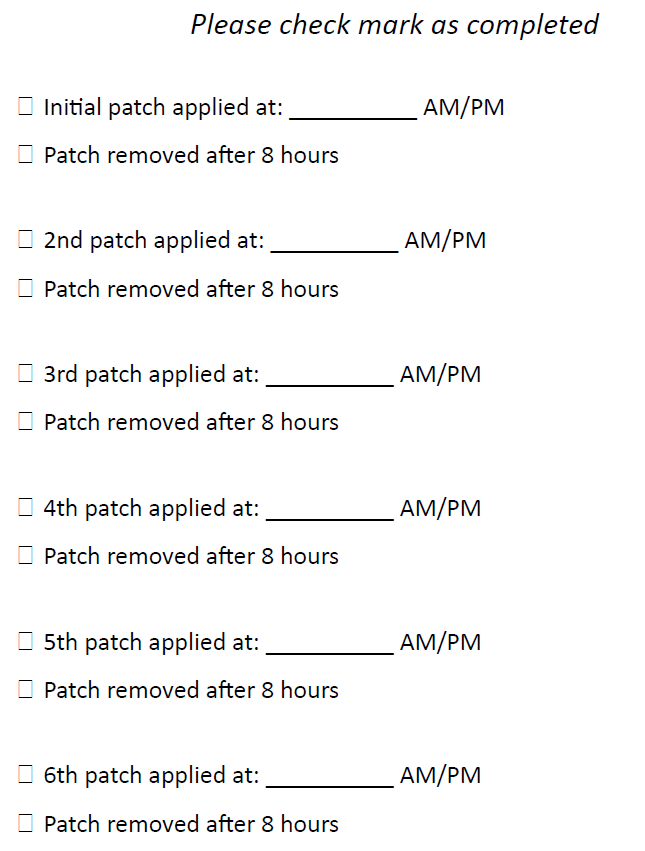 Please check mark as completed
☐ Initial patch applied at: __________ AM/PM
☐ Patch removed after 8 hours
☐ 2nd patch applied at: __________ AM/PM
☐ Patch removed after 8 hours
☐ 3rd patch applied at: __________ AM/PM
☐ Patch removed after 8 hours
☐ 4th patch applied at: __________ AM/PM
☐ Patch removed after 8 hours
☐ 5th patch applied at: __________ AM/PM
☐ Patch removed after 8 hours
☐ 6th patch applied at: __________ AM/PM
☐ Patch removed after 8 hours